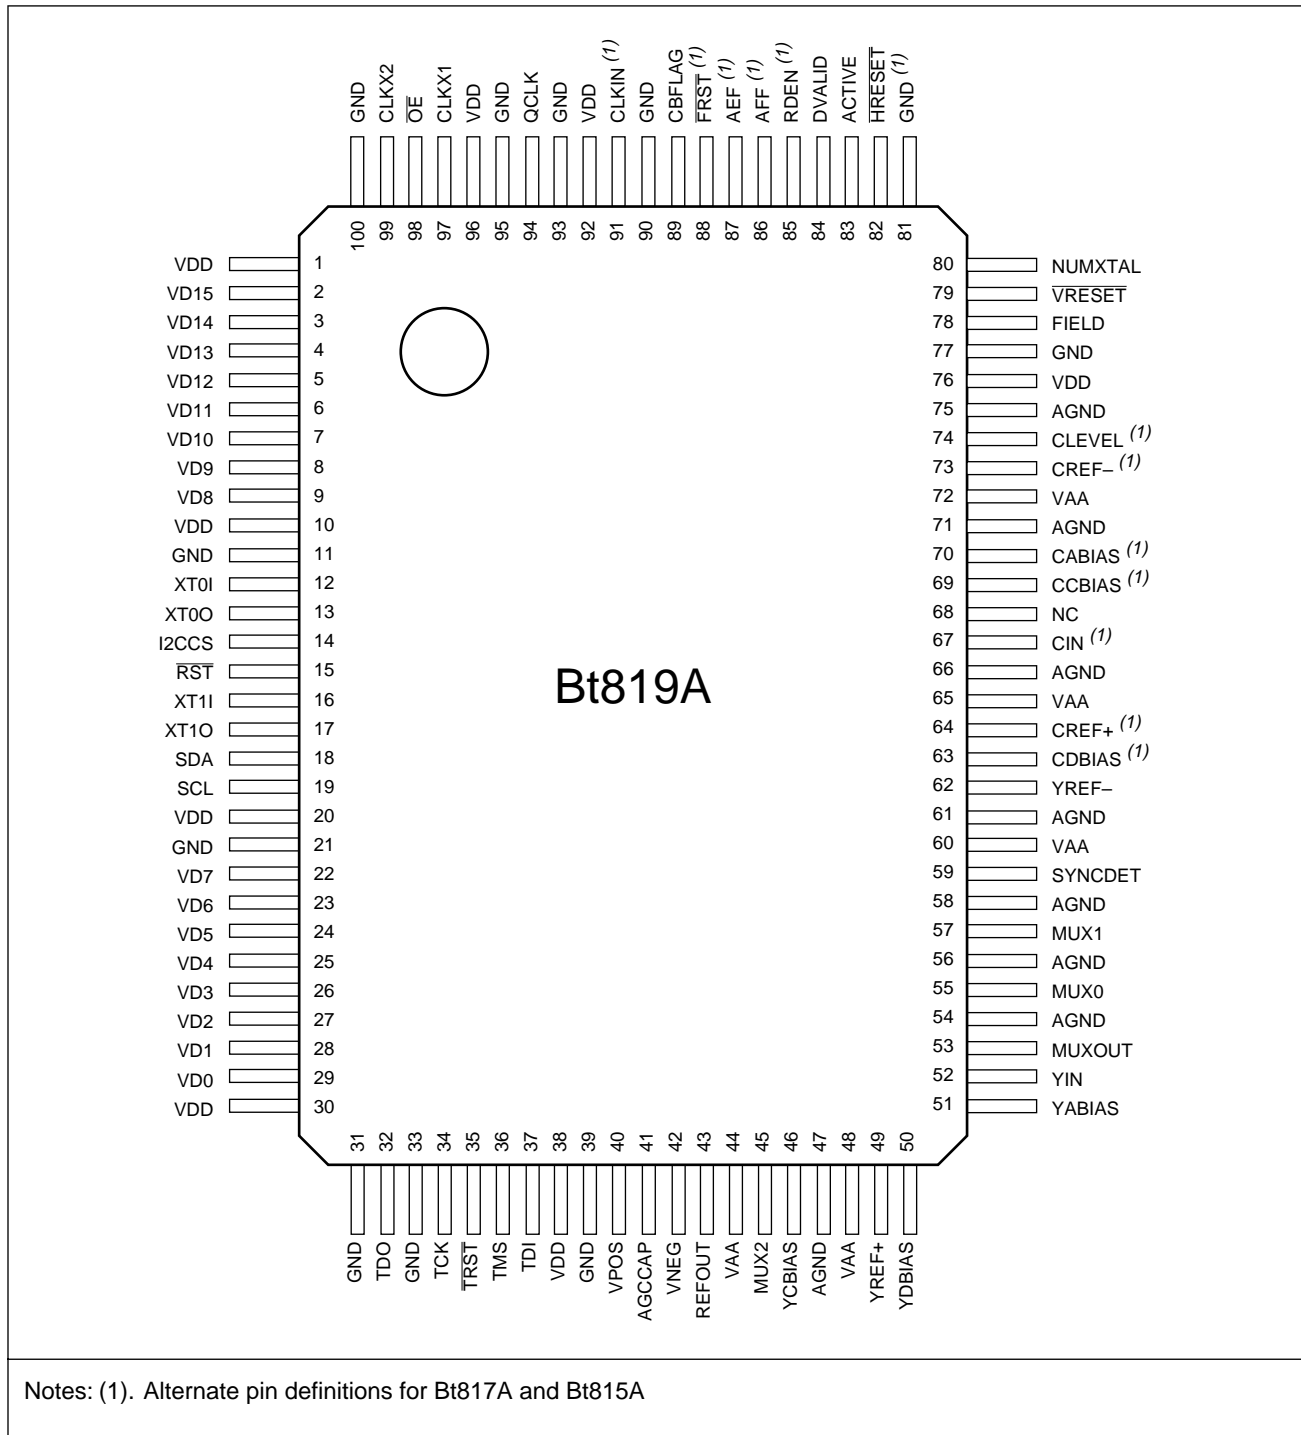 GND
CLKX2
OE
CLKX1
VDD
GND
QCLK
GND
VDD
CLKIN (1)
GND
CBFLAG
FRST (1)
AEF (1)
AFF (1)
RDEN (1)
DVALID
ACTIVE
HRESET
GND (1)
100 99 98 97 96 95 94 93 92 91 90 89 88 87 86 85 84 83 82 81
VDD 1
VD15 2
VD14 3
VD13 4
VD12 5
VD11 6
VD10 7
VD9 8
VD8 9
VDD 10
GND 11
XT0I 12
XT0O 13
I2CCS 14
RST 15
XT1I 16
XT1O 17
SDA 18
SCL 19
VDD 20
GND 21
VD7 22
VD6 23
VD5 24
VD4 25
VD3 26
VD2 27
VD1 28
VD0 29
VDD 30
Bt819A
80 NUMXTAL
79 VRESET
78 FIELD
77 GND
76 VDD
75 AGND
74 CLEVEL (1)
73 CREF– (1)
72 VAA
71 AGND
70 CABIAS (1)
69 CCBIAS (1)
68 NC
67 CIN (1)
66 AGND
65 VAA
64 CREF+ (1)
63 CDBIAS (1)
62 YREF–
61 AGND
60 VAA
59 SYNCDET
58 AGND
57 MUX1
56 AGND
55 MUX0
54 AGND
53 MUXOUT
52 YIN
51 YABIAS
31 32 33 34 35 36 37 38 39 40 41 42 43 44 45 46 47 48 49 50
GND
TDO
GND
TCK
TRST
TMS
TDI
VDD
GND
VPOS
AGCCAP
VNEG
REFOUT
VAA
MUX2
YCBIAS
AGND
VAA
YREF+
YDBIAS
Notes: (1). Alternate pin definitions for Bt817A and Bt815A